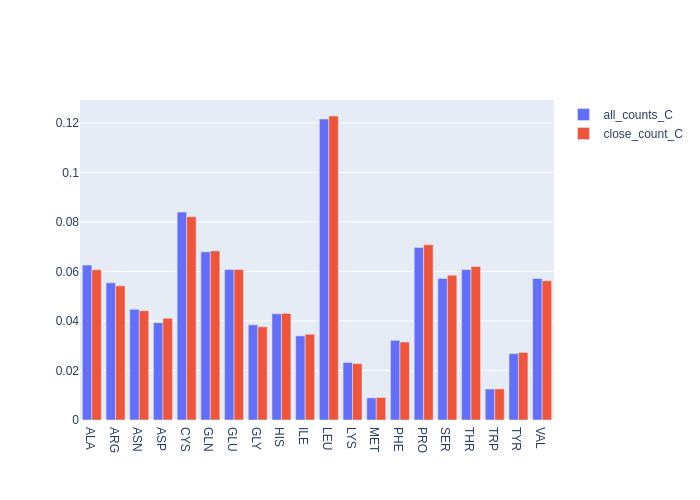 all_counts_C
close_count_C
0.12
0.1
0.08
0.06
0.04
0.02
0
ALA
ARG
ASN
ASP
CYS
GLN
GLU
GLY
HIS
ILE
LEU
LYS
MET
PHE
PRO
SER
THR
TRP
TYR
VAL